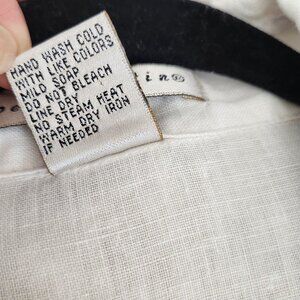 HAND WASH COLD
WITH LIKE COLORS
MILD SOAP
DO NOT BLEACH
LINE DRY
NO STEAM HEAT
WARM DRY IRON
IF NEEDED
in®